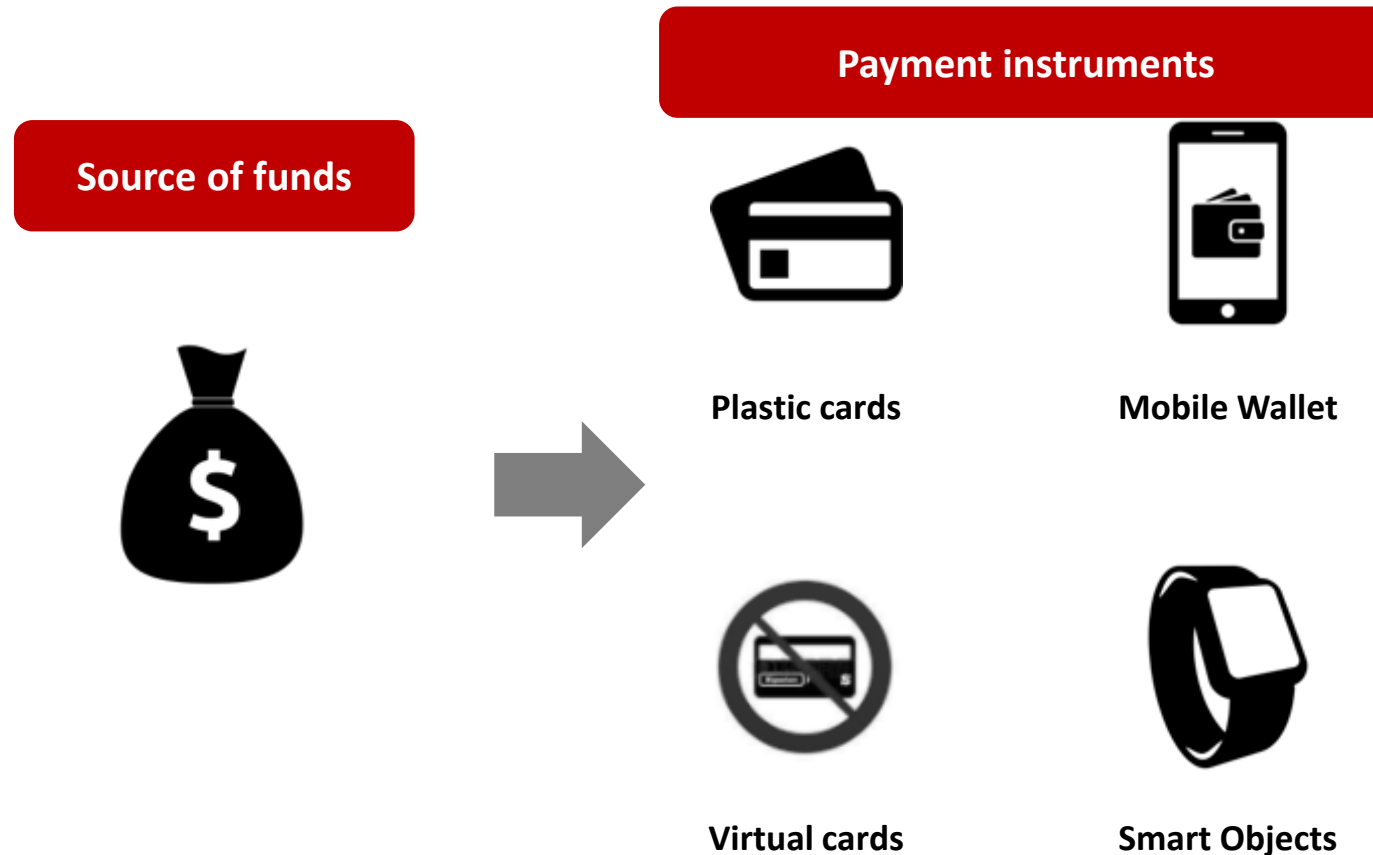 Payment instruments
Source of funds
$
Plastic cards
Mobile Wallet
Virtual cards
Smart Objects